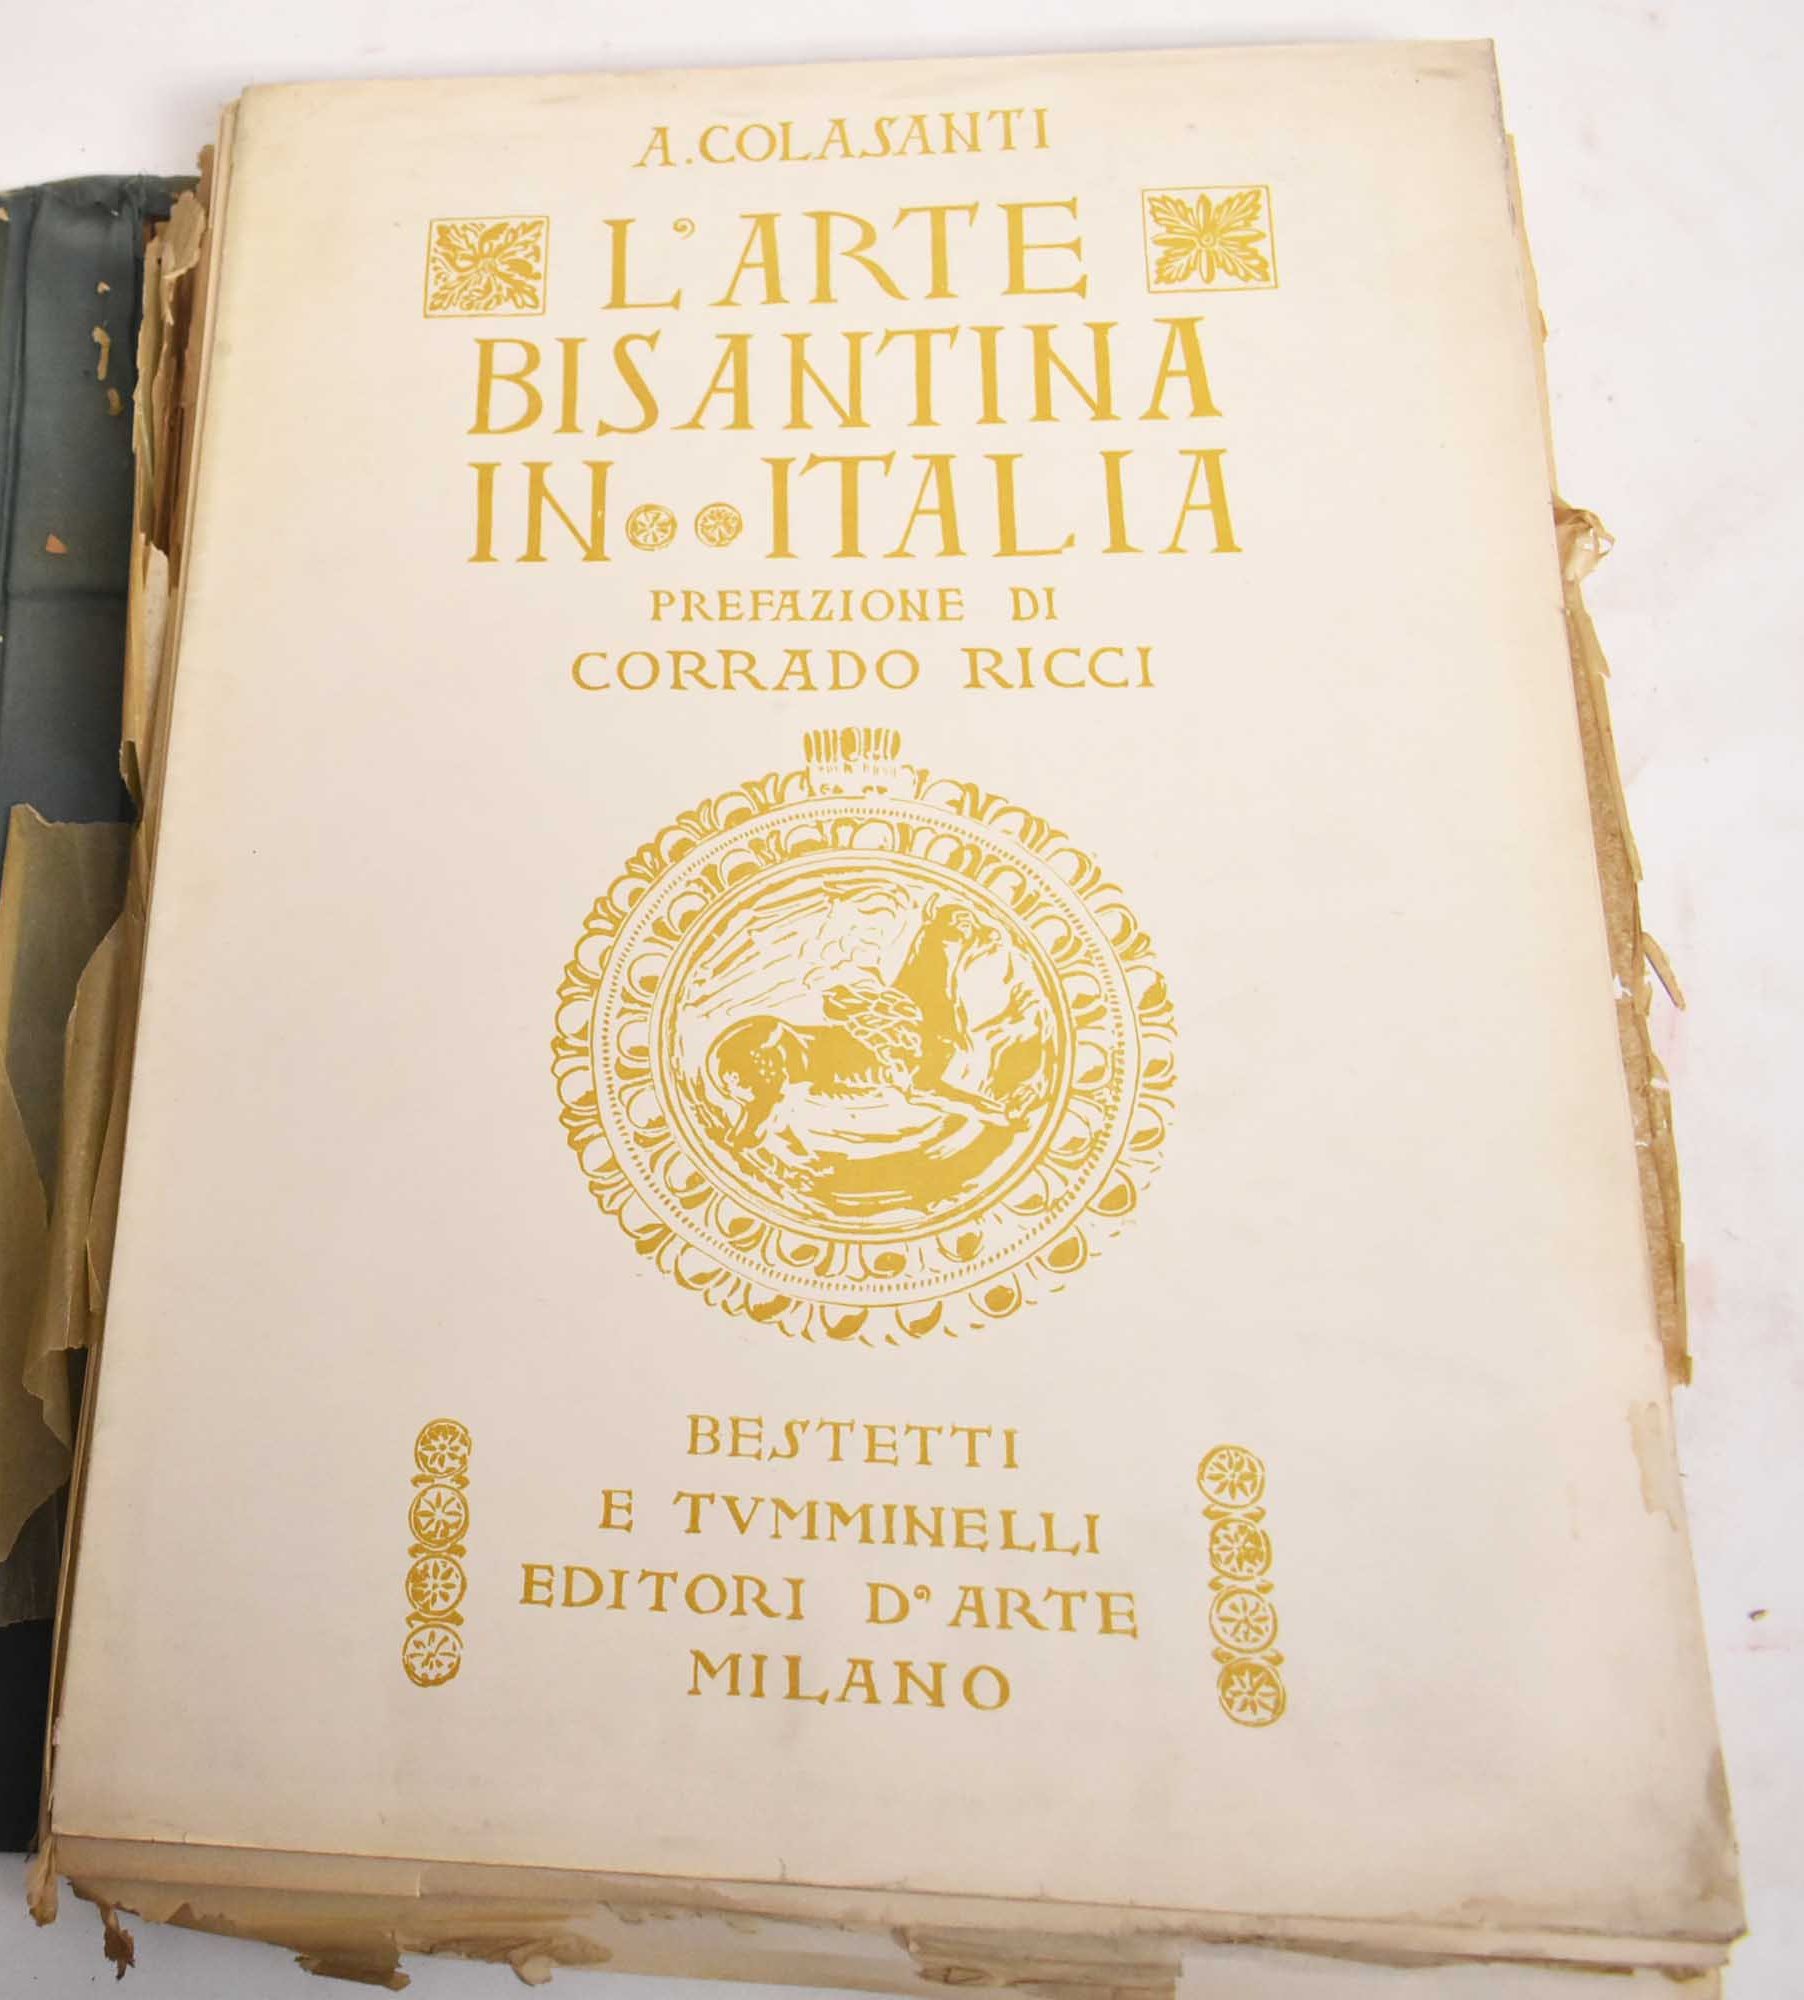 A. COLASANTI
L'ARTE
BISANTINA
IN ITALIA
PREFAZIONE DI
CORRADO RICCI
BESTETTI
E TVMMINELLI
EDITORI D'ARTE
MILANO